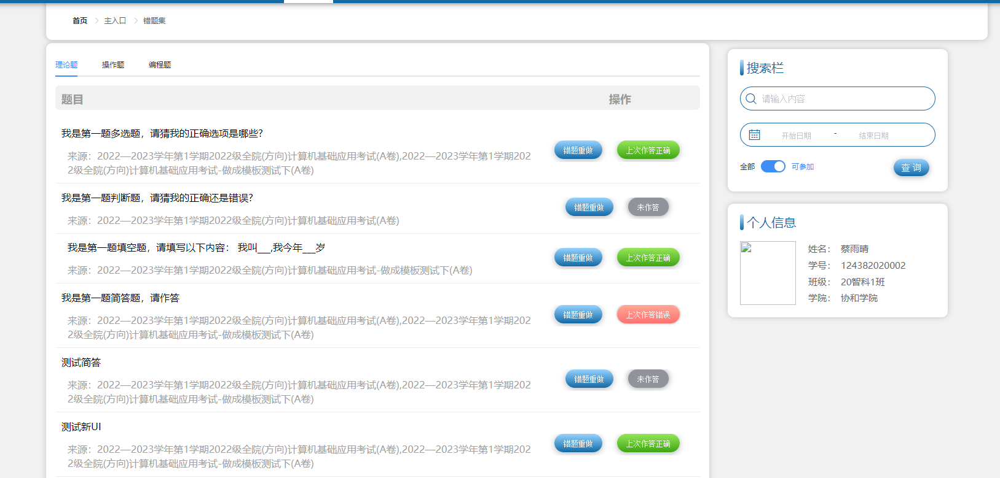 首页 > 主入口 > 错题集
理论题 操作题 编程题
题目 操作
我是第一题多选题，请猜我的正确选项是哪些?
来源：2022—2023学年第1学期2022级全院(方向)计算机基础应用考试(A卷),2022—2023学年第1学期202
2级全院(方向)计算机基础应用考试-做成模板测试下(A卷)
错题重做 上次作答正确
我是第一题判断题，请猜我的正确还是错误?
来源：2022—2023学年第1学期2022级全院(方向)计算机基础应用考试(A卷)
错题重做 未作答
我是第一题填空题，请填写以下内容： 我叫___,我今年___岁
来源：2022—2023学年第1学期2022级全院(方向)计算机基础应用考试-做成模板测试下(A卷)
错题重做 上次作答正确
我是第一题简答题，请作答
来源：2022—2023学年第1学期2022级全院(方向)计算机基础应用考试(A卷),2022—2023学年第1学期202
2级全院(方向)计算机基础应用考试-做成模板测试下(A卷)
错题重做 上次作答错误
测试简答
来源：2022—2023学年第1学期2022级全院(方向)计算机基础应用考试(A卷),2022—2023学年第1学期202
2级全院(方向)计算机基础应用考试-做成模板测试下(A卷)
错题重做 未作答
测试新UI
来源：2022—2023学年第1学期2022级全院(方向)计算机基础应用考试(A卷),2022—2023学年第1学期202
2级全院(方向)计算机基础应用考试-做成模板测试下(A卷)
错题重做 上次作答正确
搜索栏
请输入内容
开始日期 - 结束日期
全部 可参加 查 询
个人信息
姓名： 蔡雨晴
学号： 124382020002
班级： 20智科1班
学院： 协和学院